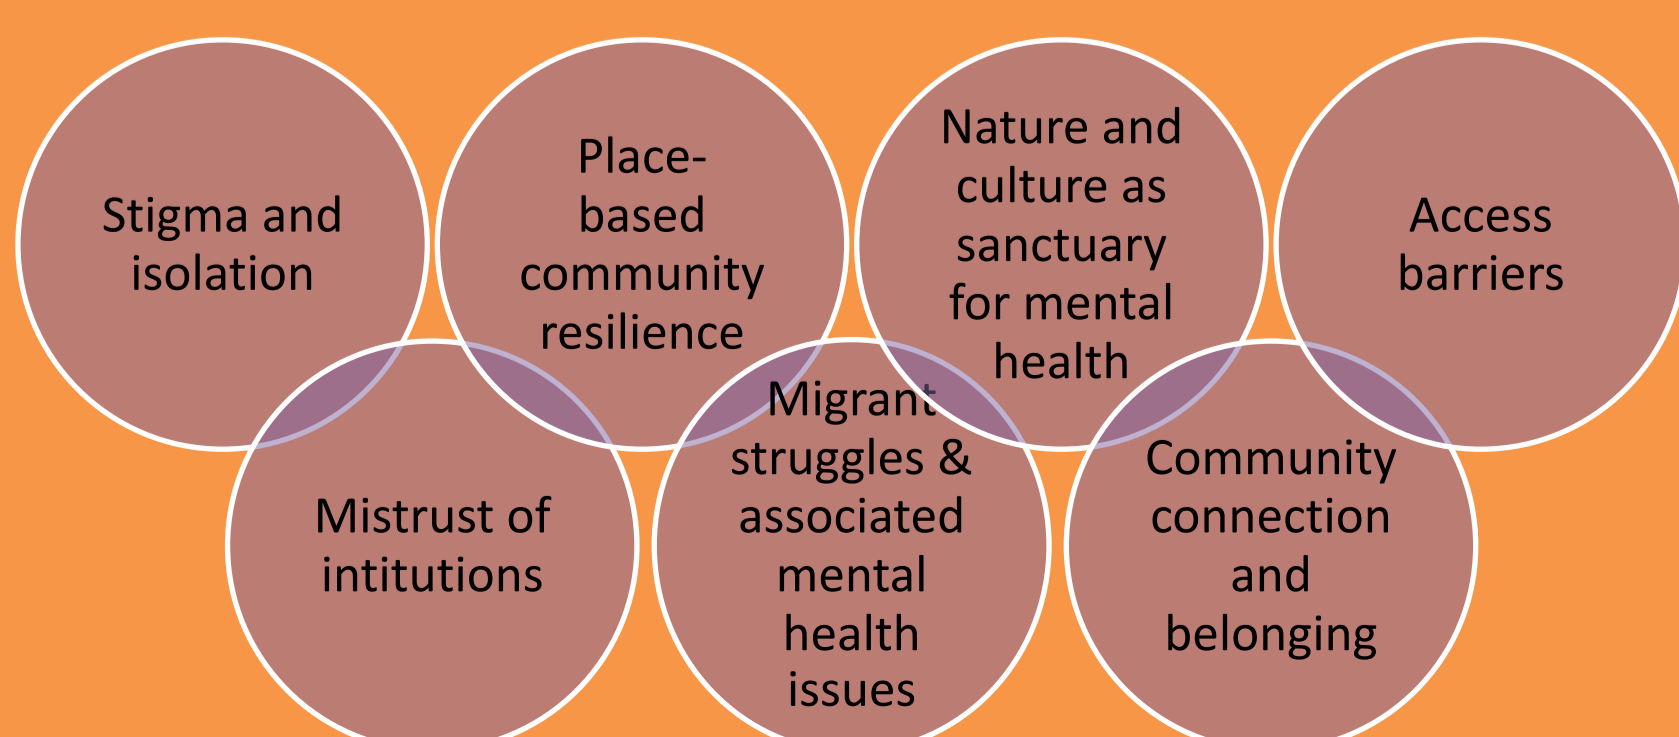 Stigma and
isolation
Place-
based
community
resilience
Nature and
culture as
sanctuary
for mental
health
Access
barriers
Mistrust of
intitutions
Migrant
struggles &
associated
mental
health
issues
Community
connection
and
belonging